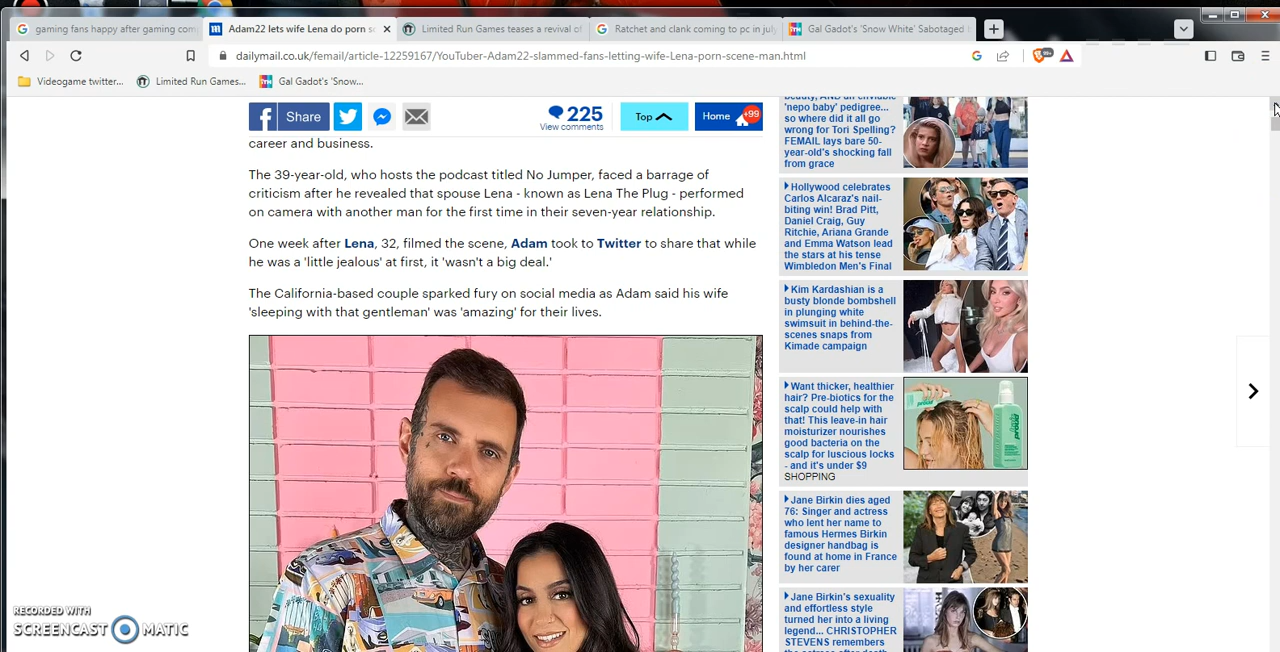 gaming fans happy after gaming com
Adam22 lets wife Lena do porn s
Limited Run Games teases a revival of
Ratchet and clank coming to pc in july
Gal Gadot's 'Snow White' Sabotaged
dailymail.co.uk/femail/article-12259167/YouTuber-Adam22-slammed-fans-letting-wife-Lena-porn-scene-man.html
99+
Videogame twitter...
Limited Run Games...
Gal Gadot's 'Snow...
Share
225
View comments
Top
Home
+99
career and business.
The 39-year-old, who hosts the podcast titled No Jumper, faced a barrage of
criticism after he revealed that spouse Lena - known as Lena The Plug - performed
on camera with another man for the first time in their seven-year relationship.
One week after Lena, 32, filmed the scene, Adam took to Twitter to share that while
he was a 'little jealous' at first, it 'wasn't a big deal.'
The California-based couple sparked fury on social media as Adam said his wife
'sleeping with that gentleman' was 'amazing' for their lives.
beauty, AND an enviable
'nepo baby' pedigree...
so where did it all go
wrong for Tori Spelling?
FEMAIL lays bare 50-
year-old's shocking fall
from grace
Hollywood celebrates
Carlos Alcaraz's nail-
biting win! Brad Pitt,
Daniel Craig, Guy
Ritchie, Ariana Grande
and Emma Watson lead
the stars at his tense
Wimbledon Men's Final
Kim Kardashian is a
busty blonde bombshell
in plunging white
swimsuit in behind-the-
scenes snaps from
Kimade campaign
Want thicker, healthier
hair? Pre-biotics for the
scalp could help with
that! This leave-in hair
moisturizer nourishes
good bacteria on the
scalp for luscious locks
- and it's under $9
SHOPPING
Jane Birkin dies aged
76: Singer and actress
who lent her name to
famous Hermes Birkin
designer handbag is
found at home in France
by her carer
Jane Birkin's sexuality
and effortless style
turned her into a living
legend... CHRISTOPHER
STEVENS remembers
RECORDED WITH
SCREENCAST MATIC